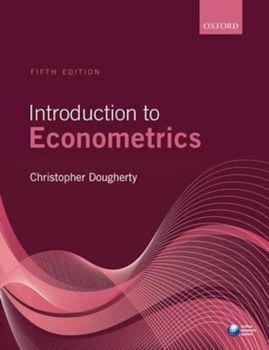 OXFORD
FIFTH EDITION
Introduction to
Econometrics
Christopher Dougherty